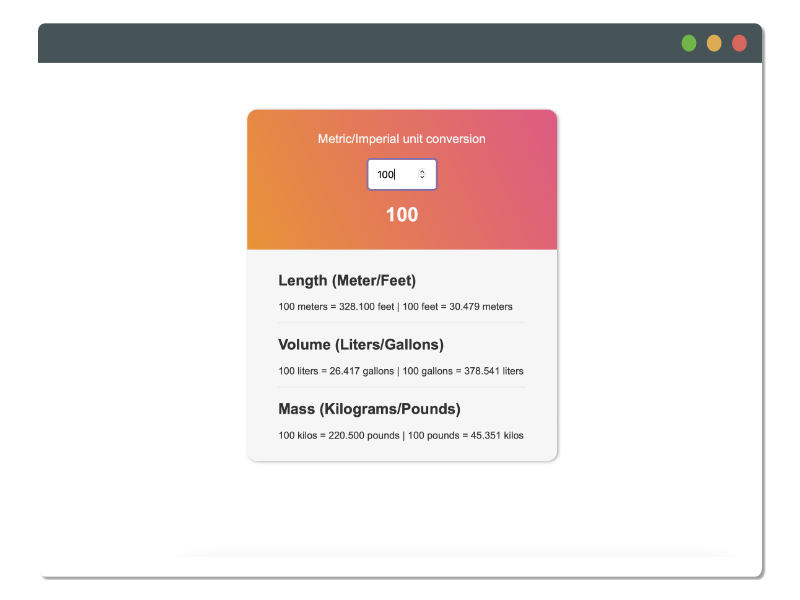 Metric/Imperial unit conversion
100
100
Length (Meter/Feet)
100 meters = 328.100 feet | 100 feet = 30.479 meters
Volume (Liters/Gallons)
100 liters = 26.417 gallons | 100 gallons = 378.541 liters
Mass (Kilograms/Pounds)
100 kilos = 220.500 pounds | 100 pounds = 45.351 kilos